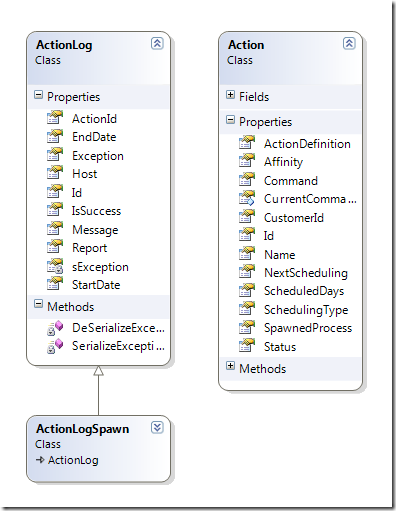 ActionLog
Class
Properties
ActionId
EndDate
Exception
Host
Id
IsSuccess
Message
Report
sException
StartDate
Methods
DeSerializeExce...
SerializeExcepti...
ActionLogSpawn
Class
ActionLog
Action
Class
Fields
Properties
ActionDefinition
Affinity
Command
CurrentComma...
CustomerId
Id
Name
NextScheduling
ScheduledDays
SchedulingType
SpawnedProcess
Status
Methods